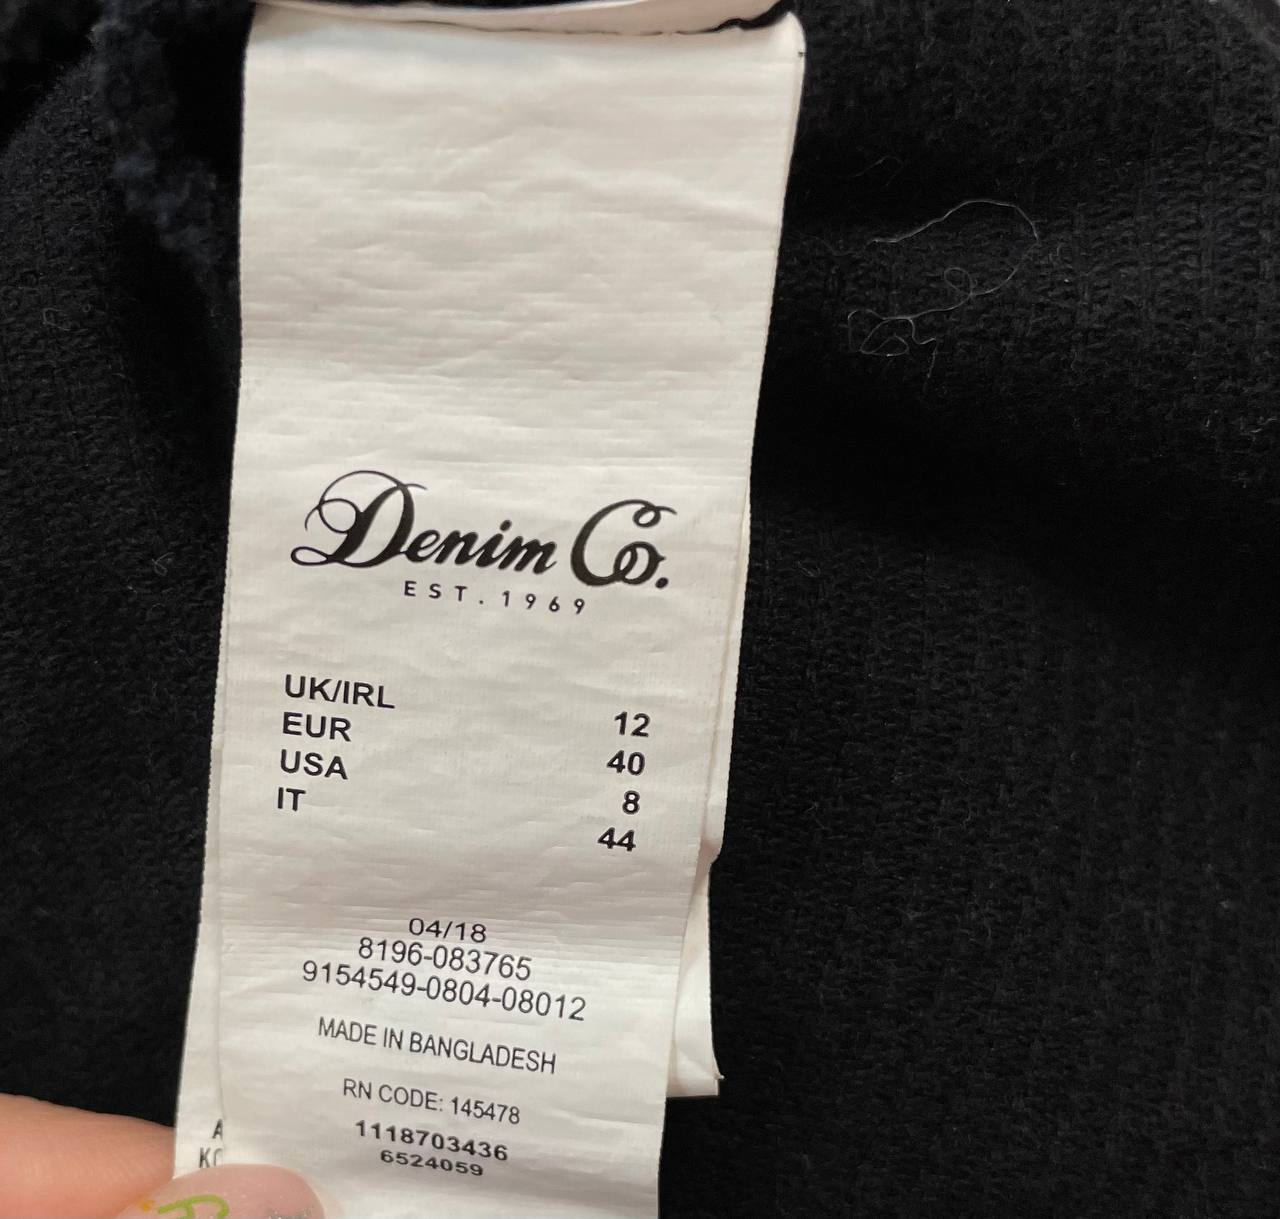 Denim Co.
EST.1969
UK/IRL 12
EUR 40
USA 8
IT 44
04/18
8196-083765
9154549-0804-08012
MADE IN BANGLADESH
RN CODE: 145478
1118703436
6524059